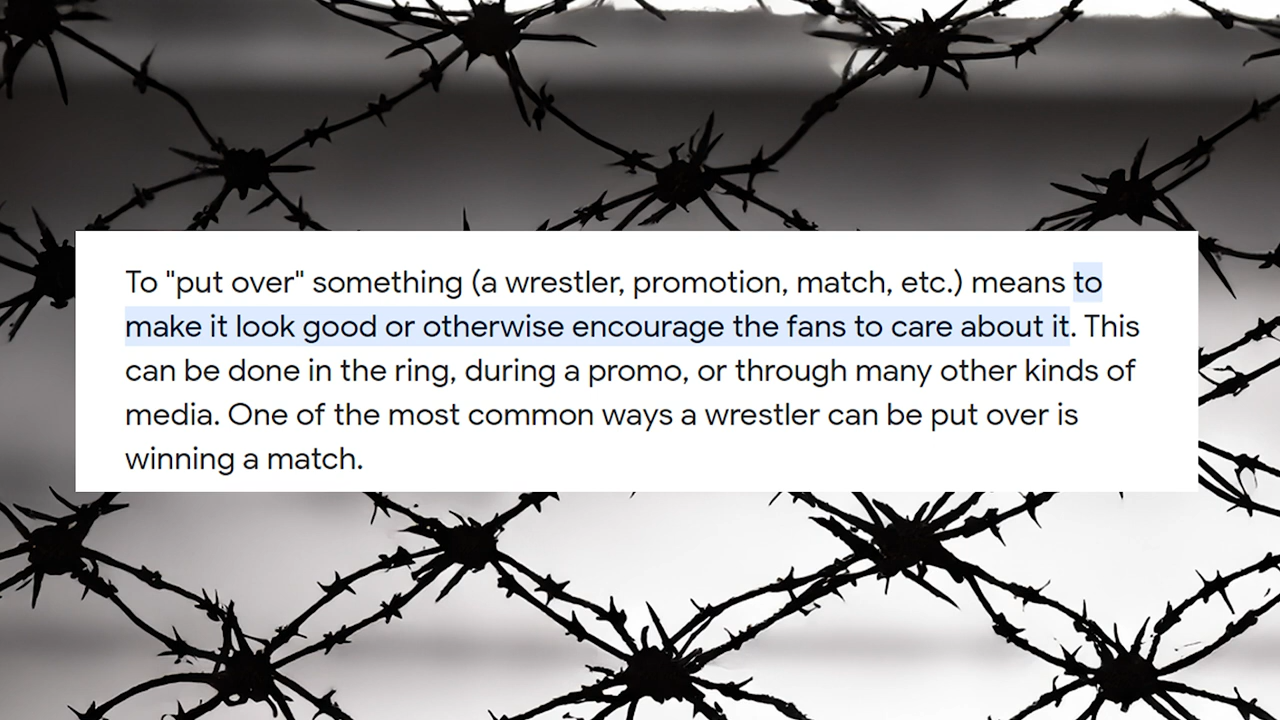 To "put over" something (a wrestler, promotion, match, etc.) means to
make it look good or otherwise encourage the fans to care about it. This
can be done in the ring, during a promo, or through many other kinds of
media. One of the most common ways a wrestler can be put over is
winning a match.